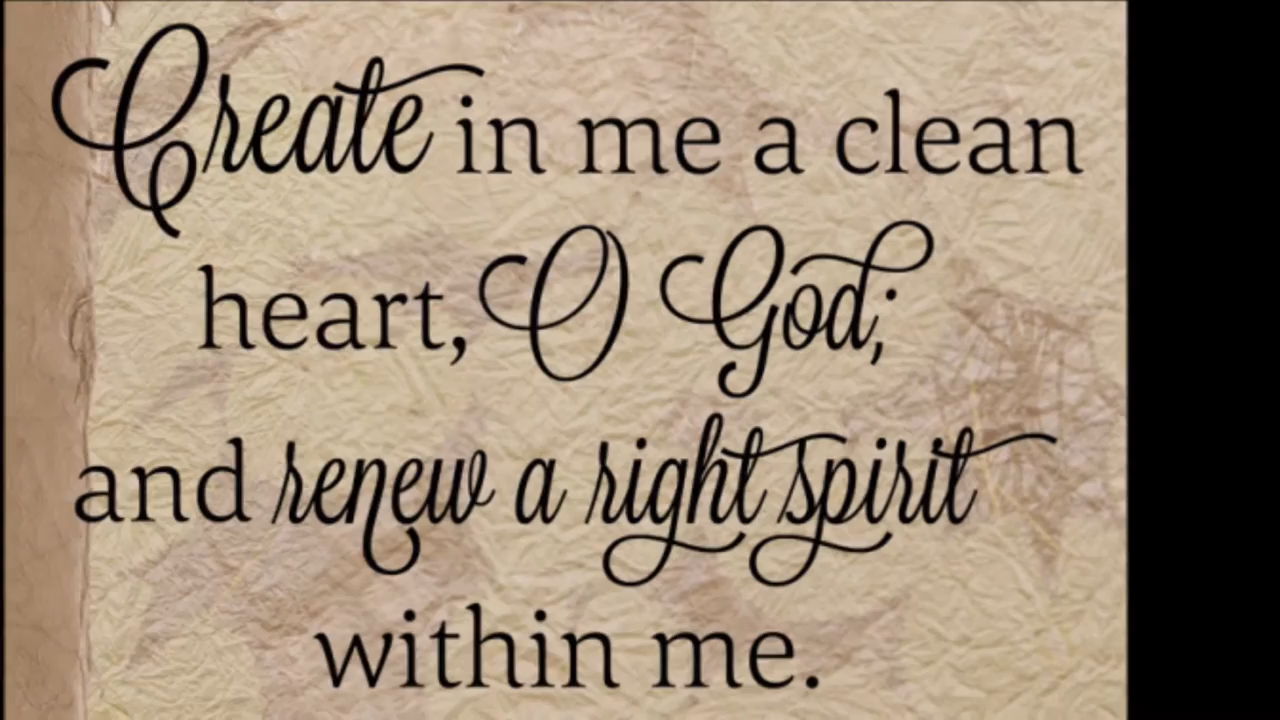 Create in me a clean
heart, O God;
and renew a right spirit
within me.